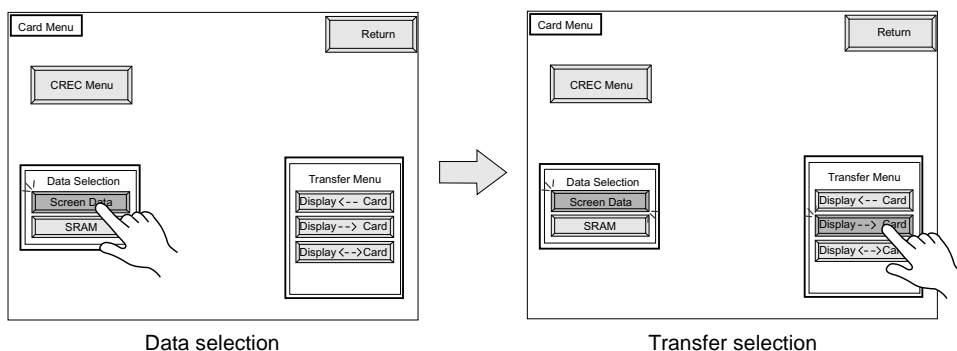 Card Menu
Return
CREC Menu
Data Selection
Screen Data
SRAM
Transfer Menu
Display <-- Card
Display --> Card
Display <--> Card
Data selection
Card Menu
Return
CREC Menu
Data Selection
Screen Data
SRAM
Transfer Menu
Display <-- Card
Display --> Card
Display <--> Car
Transfer selection